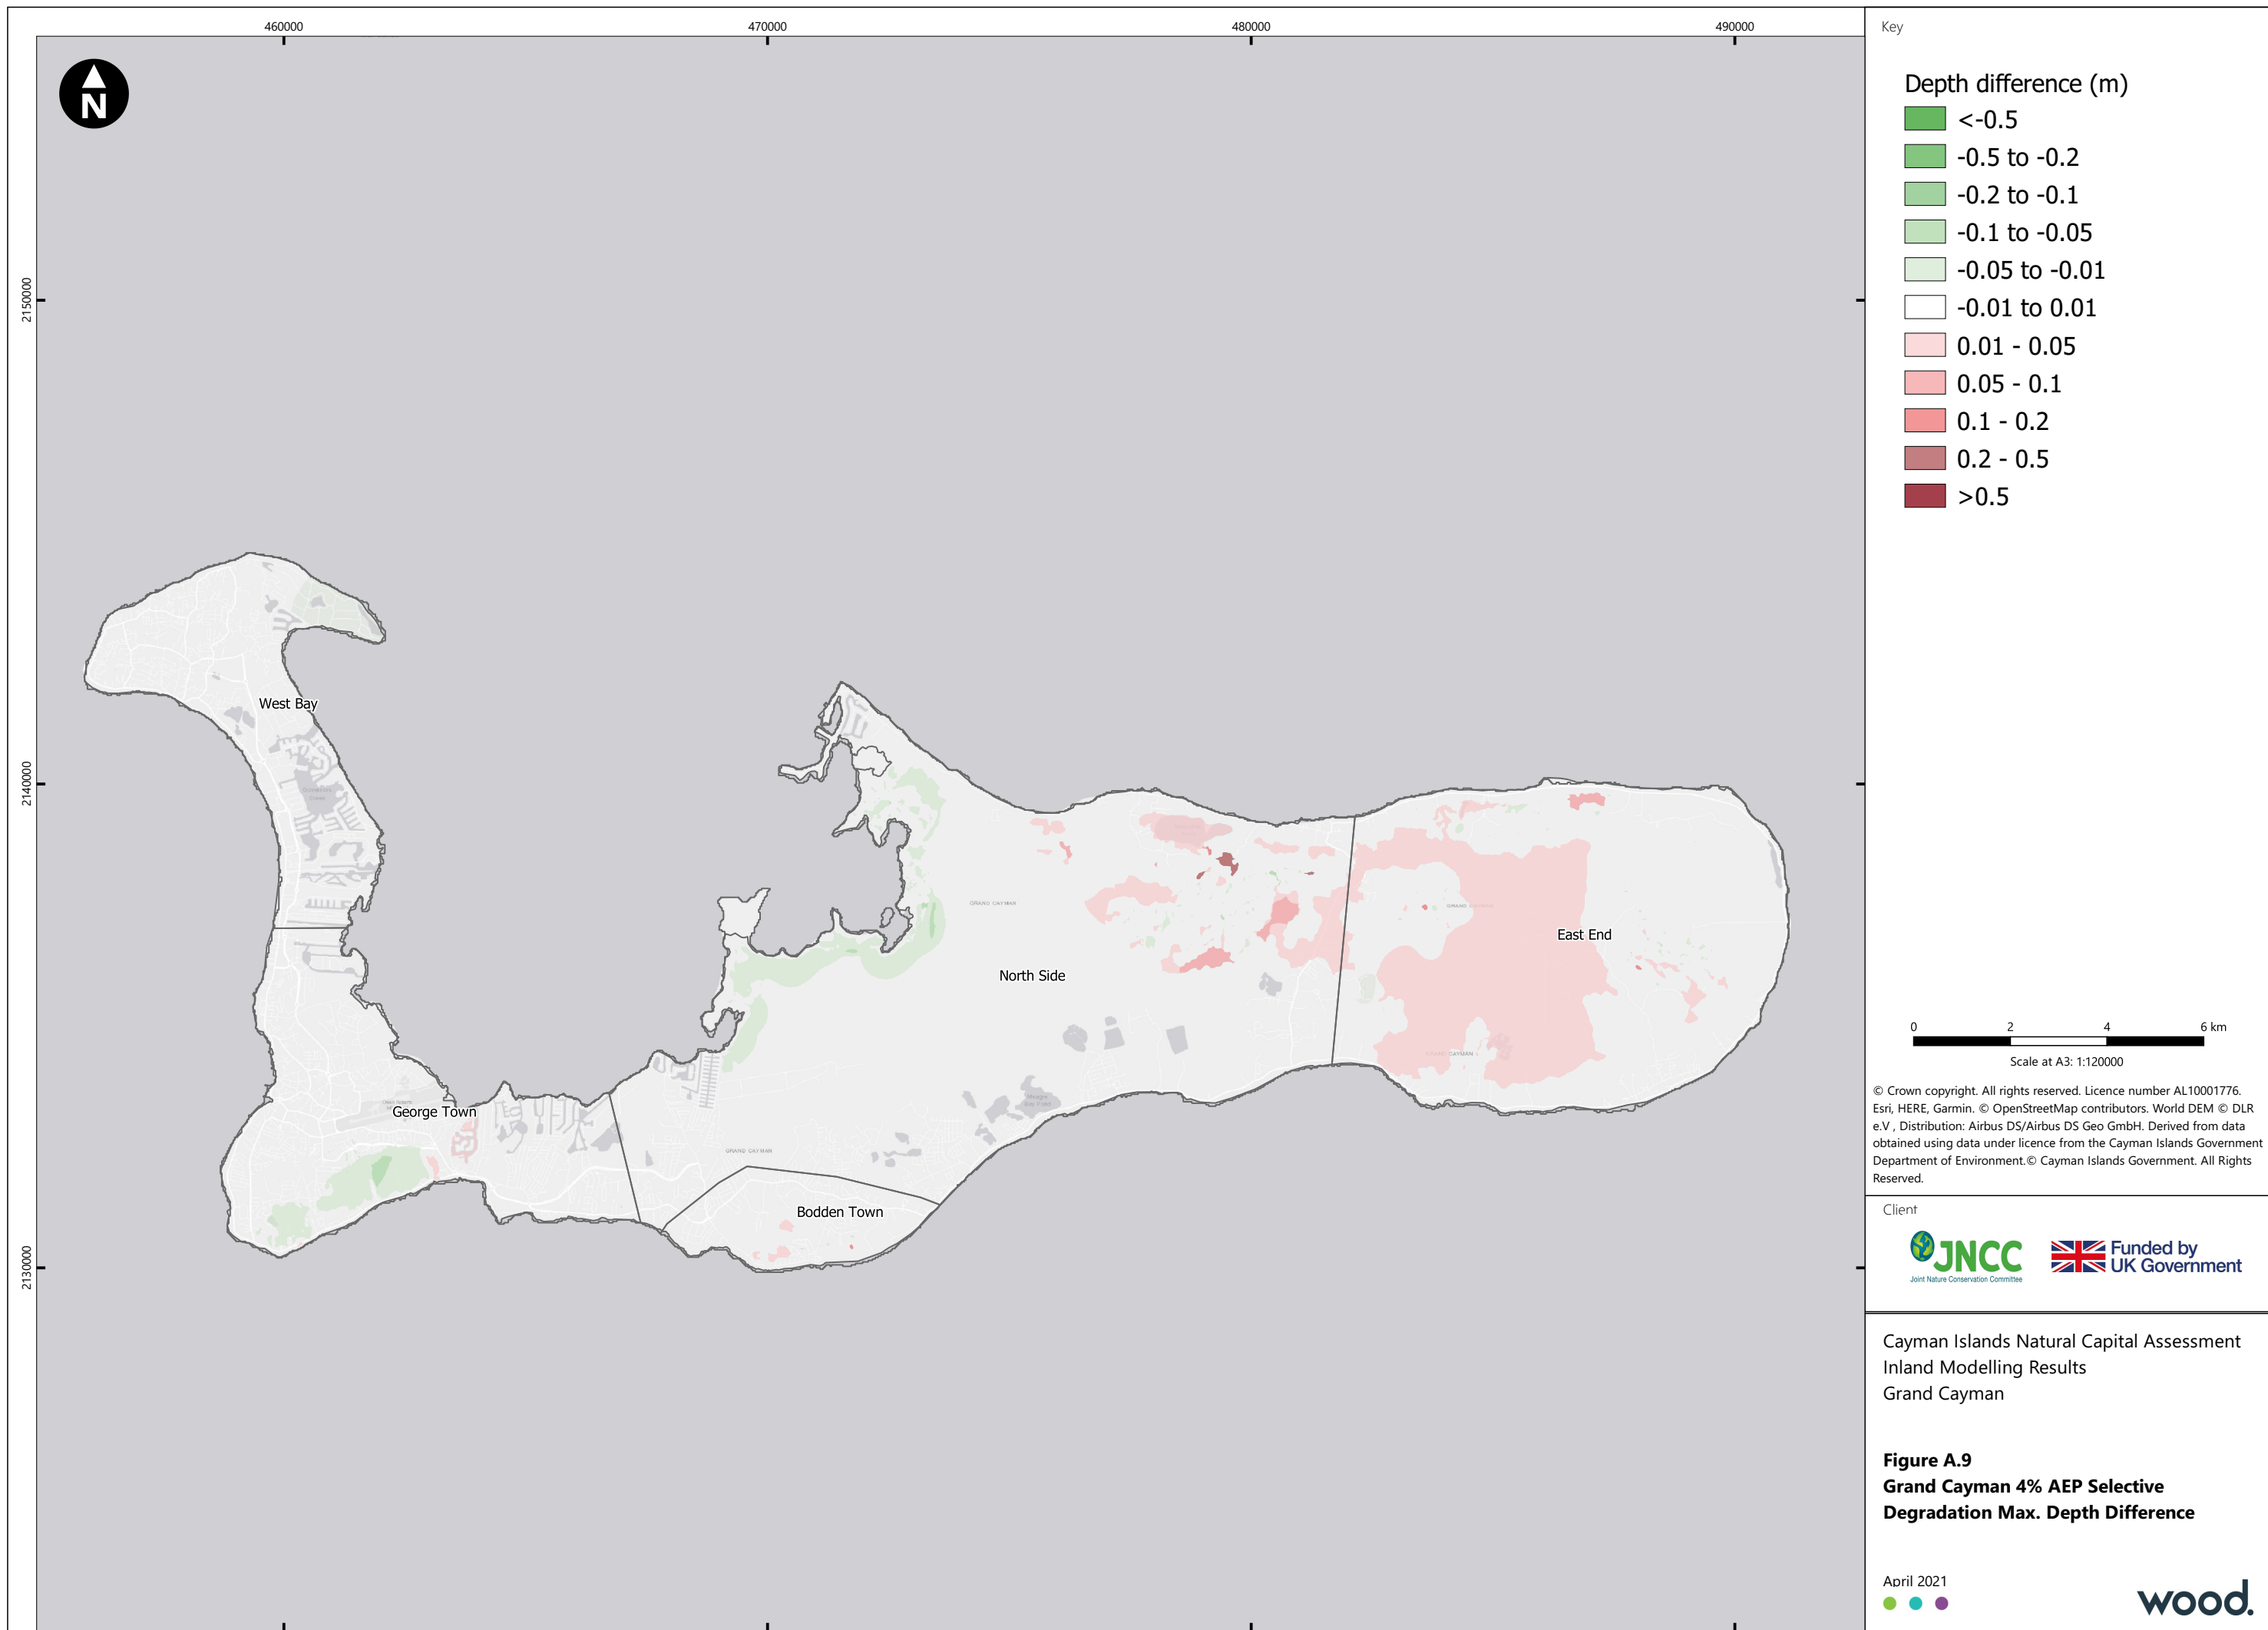 460000
470000
480000
490000
2150000
2140000
2130000
N
West Bay
George Town
North Side
East End
Bodden Town
GRAND CAYMAN
GRAND CAYMAN
GRAND CAYMAN
GRAND CAYMAN
Key
Depth difference (m)
<-0.5
-0.5 to -0.2
-0.2 to -0.1
-0.1 to -0.05
-0.05 to -0.01
-0.01 to 0.01
0.01 - 0.05
0.05 - 0.1
0.1 - 0.2
0.2 - 0.5
>0.5
0 2 4 6 km
Scale at A3: 1:120000
© Crown copyright. All rights reserved. Licence number AL10001776.
Esri, HERE, Garmin. © OpenStreetMap contributors. World DEM © DLR
e.V , Distribution: Airbus DS/Airbus DS Geo GmbH. Derived from data
obtained using data under licence from the Cayman Islands Government
Department of Environment.© Cayman Islands Government. All Rights
Reserved.
Client
JNCC
Joint Nature Conservation Committee
Funded by
UK Government
Cayman Islands Natural Capital Assessment
Inland Modelling Results
Grand Cayman
Figure A.9
Grand Cayman 4% AEP Selective
Degradation Max. Depth Difference
April 2021
wood.